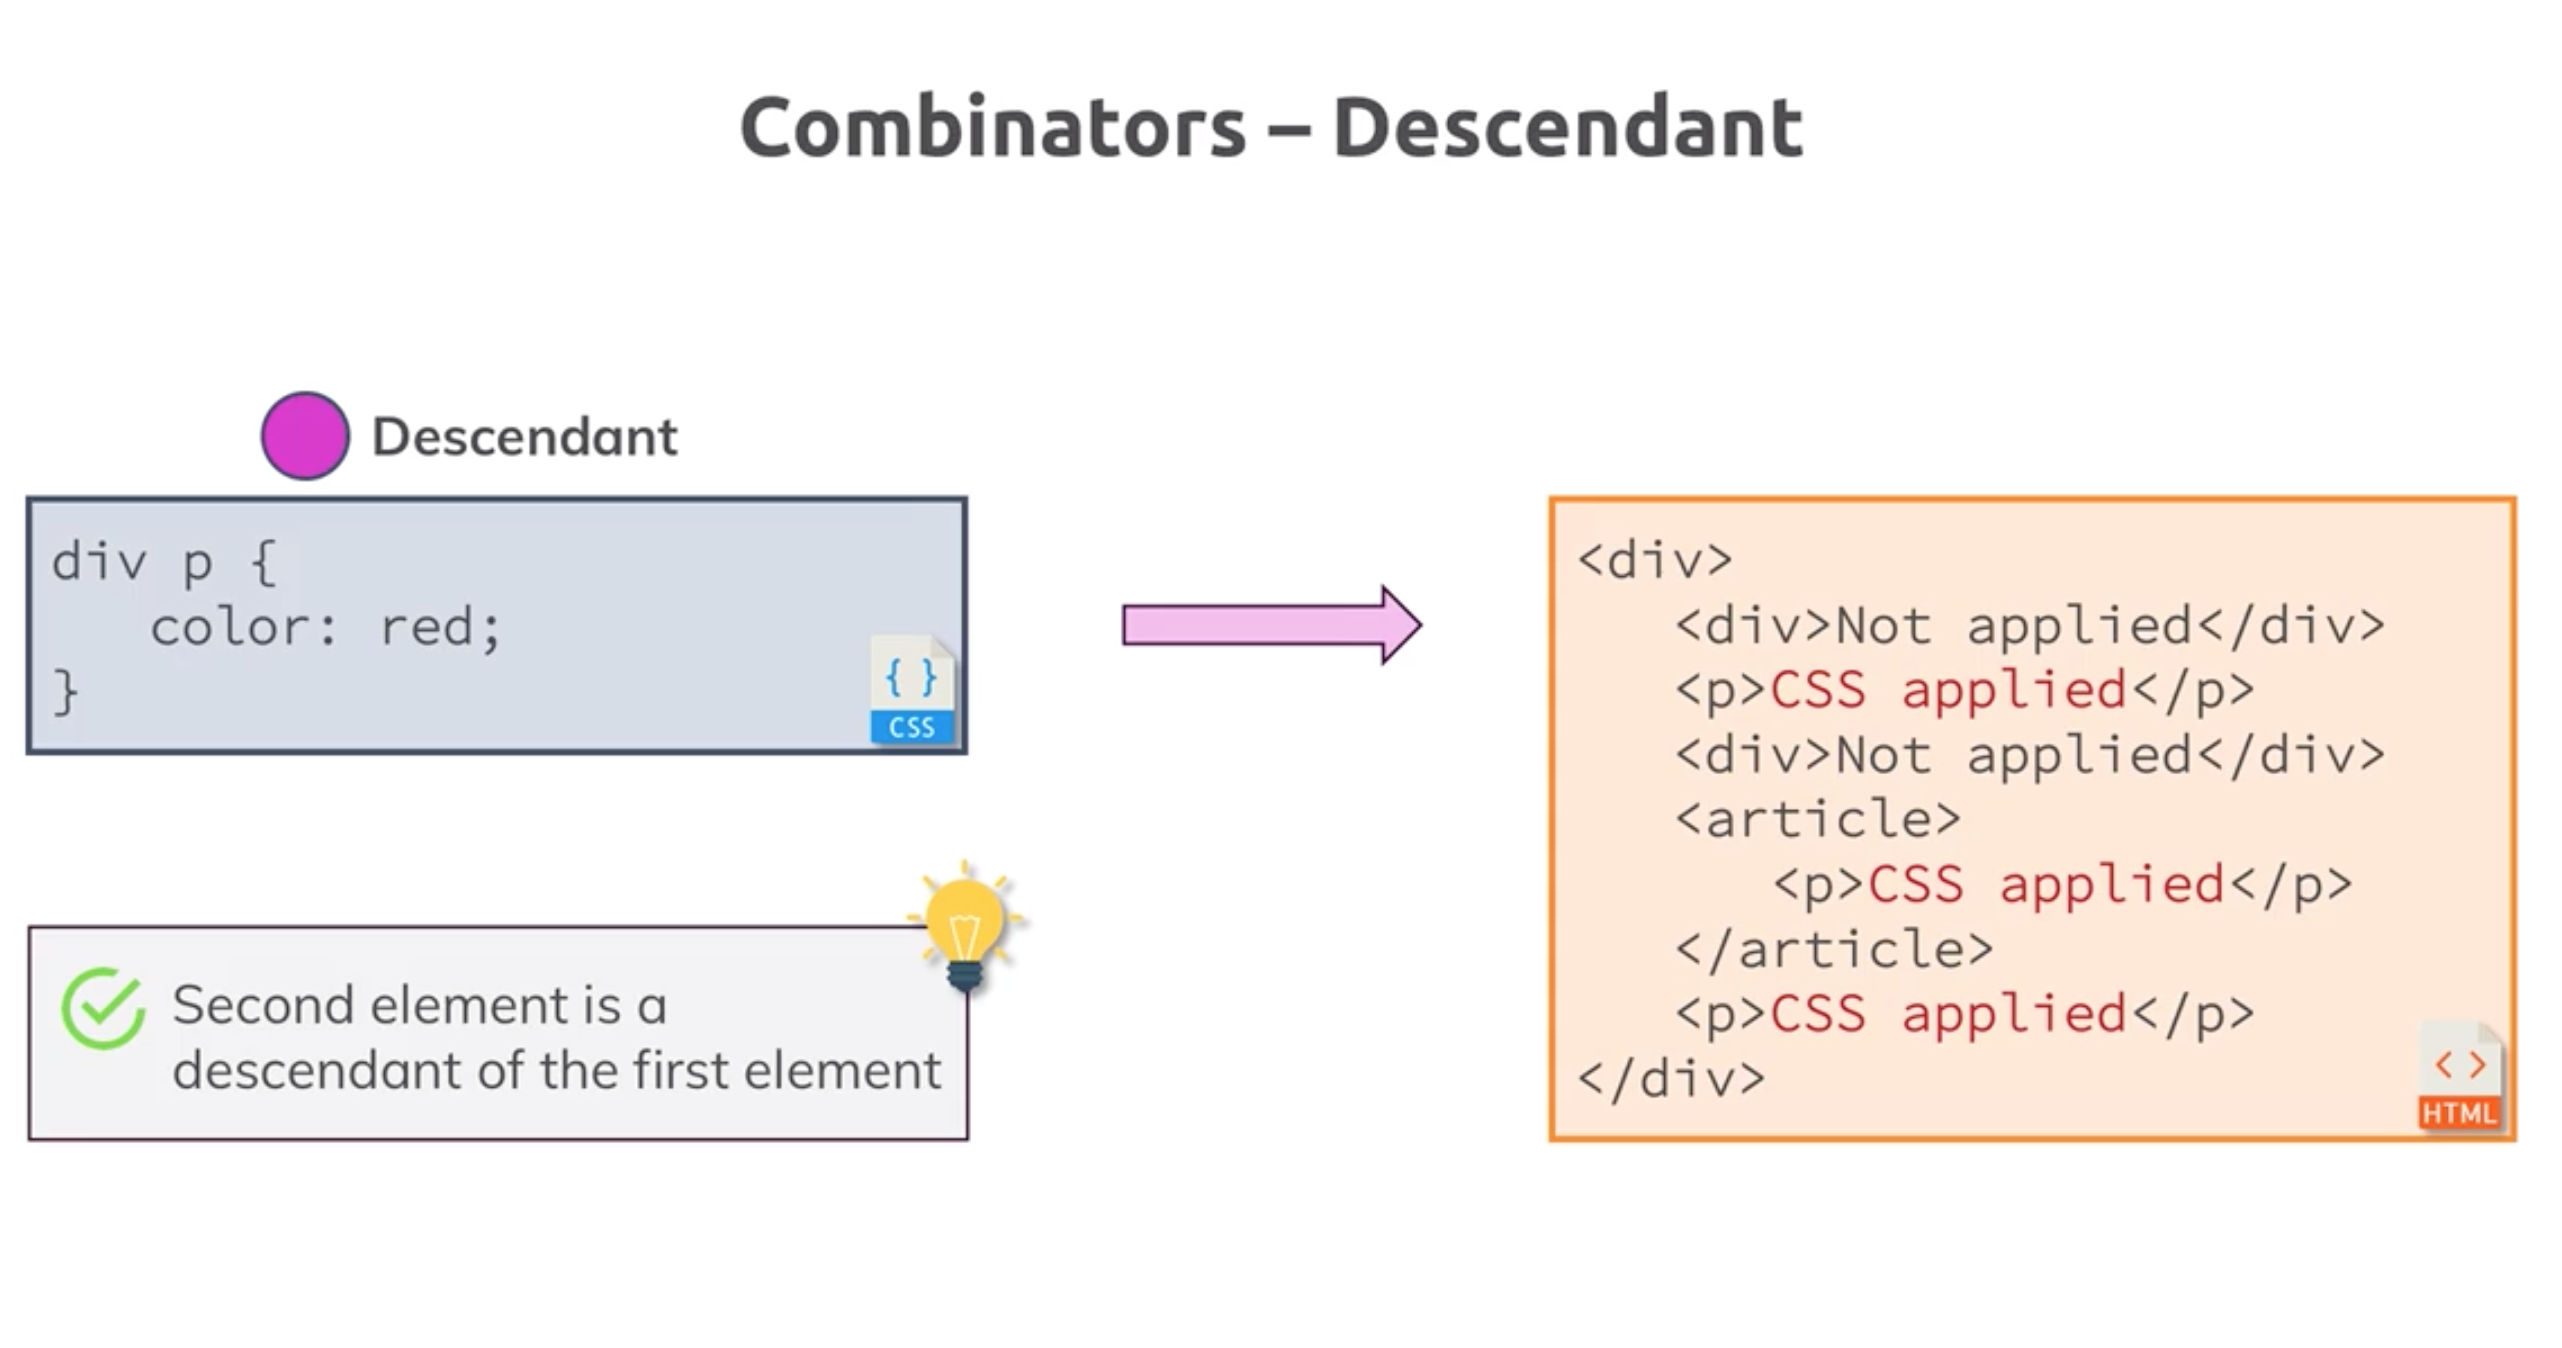 Combinators – Descendant
Descendant
div p {
   color: red;
}
{ }
CSS
Second element is a
descendant of the first element
<div>
   <div>Not applied</div>
   <p>CSS applied</p>
   <div>Not applied</div>
   <article>
      <p>CSS applied</p>
   </article>
   <p>CSS applied</p>
</div>
< >
HTML